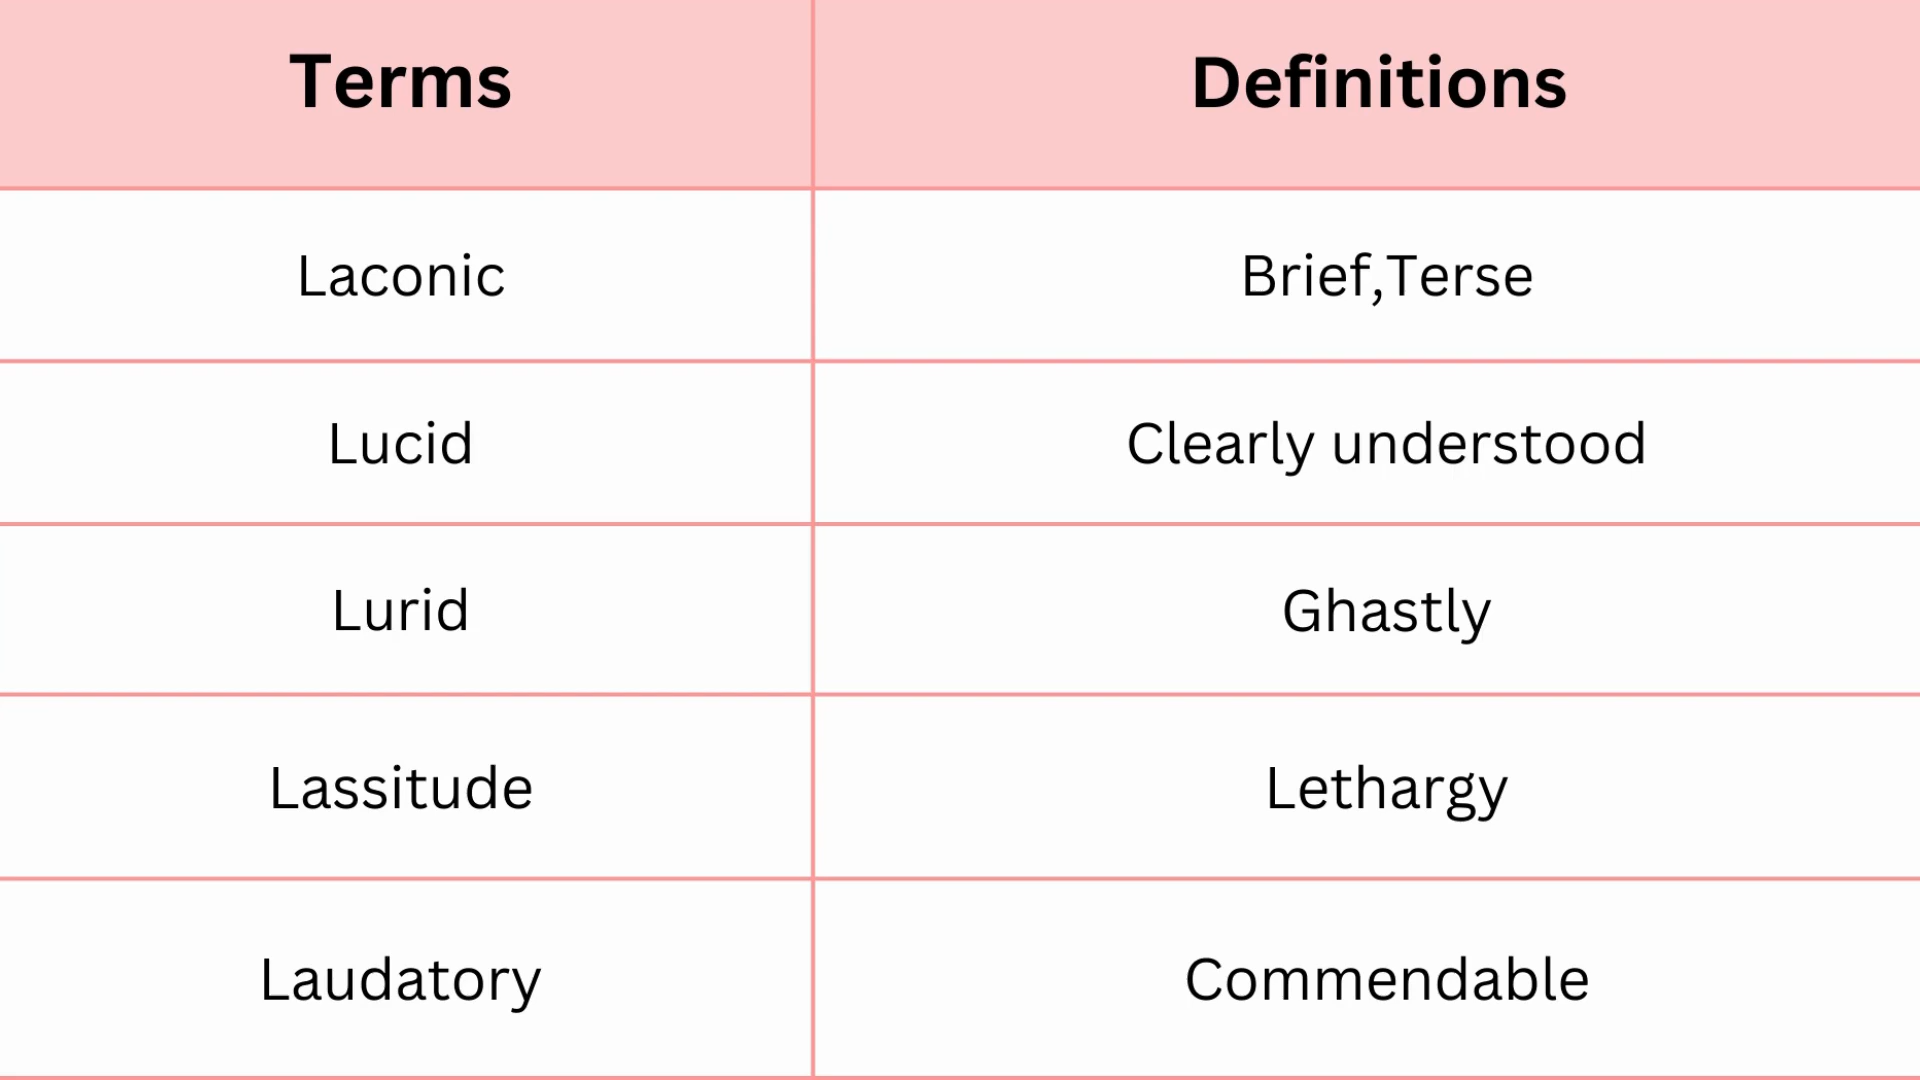 Terms Definitions
Laconic Brief,Terse
Lucid Clearly understood
Lurid Ghastly
Lassitude Lethargy
Laudatory Commendable